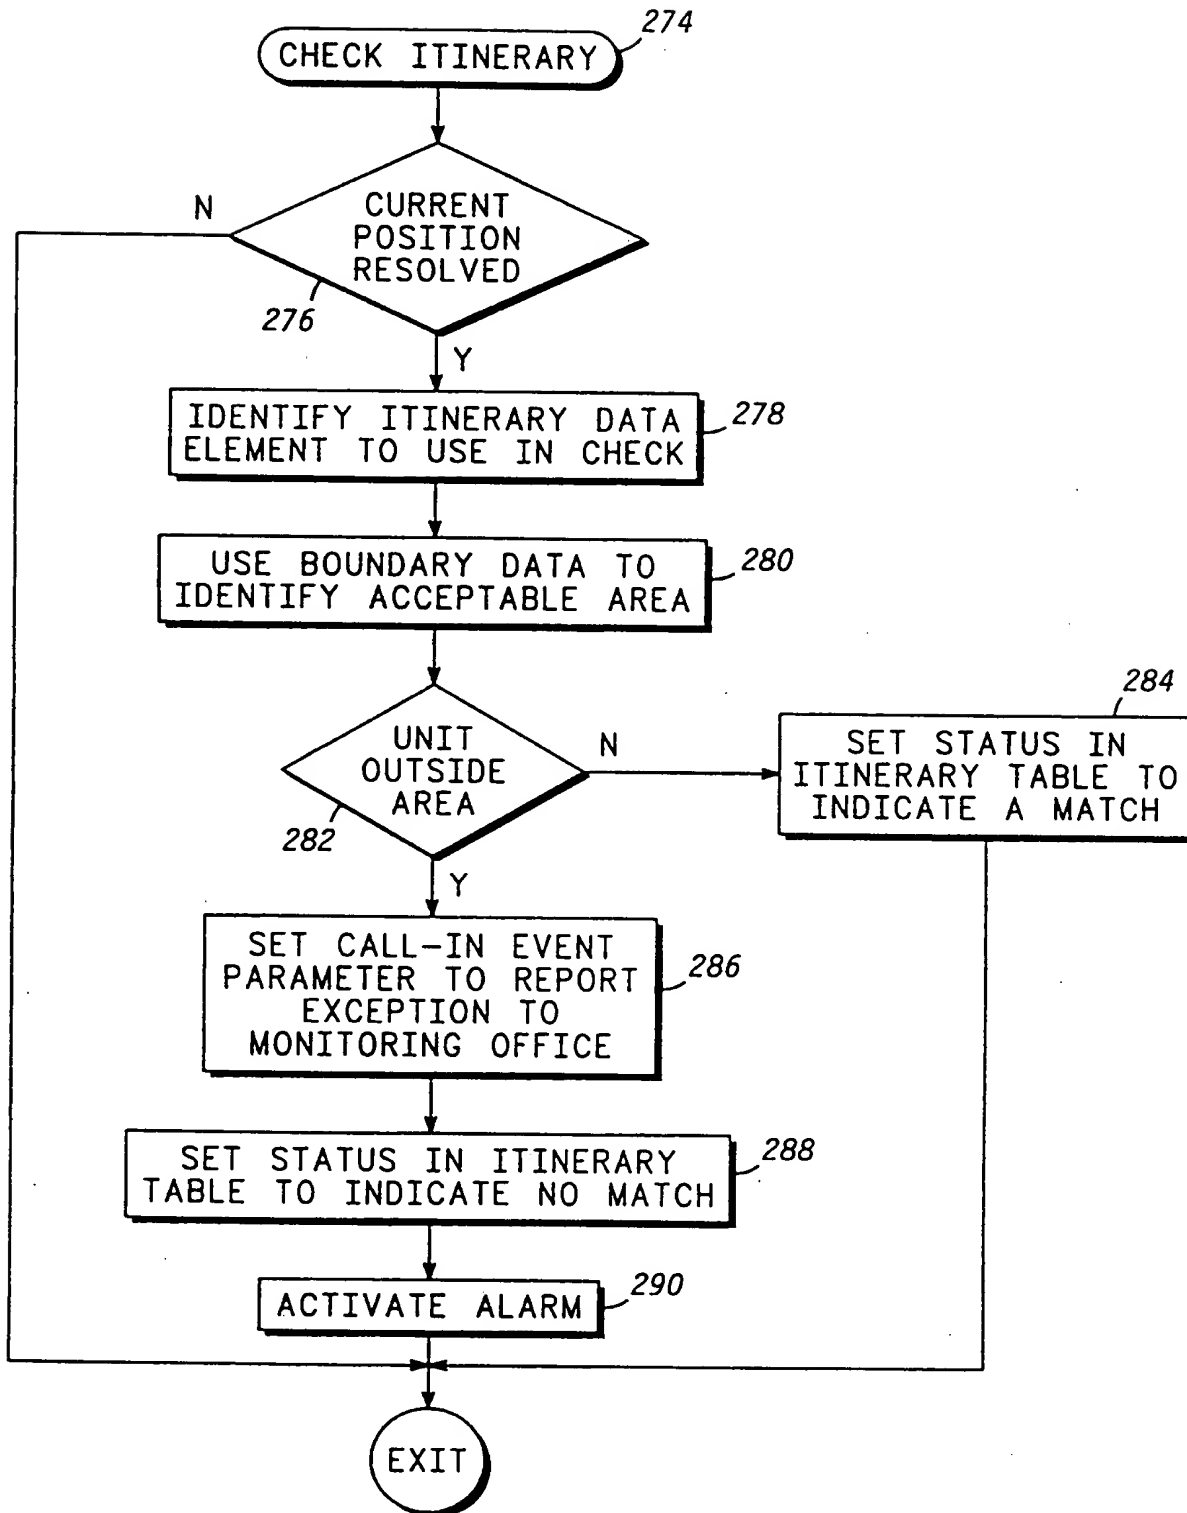 CHECK ITINERARY
274
CURRENT
POSITION
RESOLVED
N
276
Y
IDENTIFY ITINERARY DATA
ELEMENT TO USE IN CHECK
278
USE BOUNDARY DATA TO
IDENTIFY ACCEPTABLE AREA
280
UNIT
OUTSIDE
AREA
N
282
Y
284
SET STATUS IN
ITINERARY TABLE TO
INDICATE A MATCH
SET CALL-IN EVENT
PARAMETER TO REPORT
EXCEPTION TO
MONITORING OFFICE
286
SET STATUS IN ITINERARY
TABLE TO INDICATE NO MATCH
288
ACTIVATE ALARM
290
EXIT